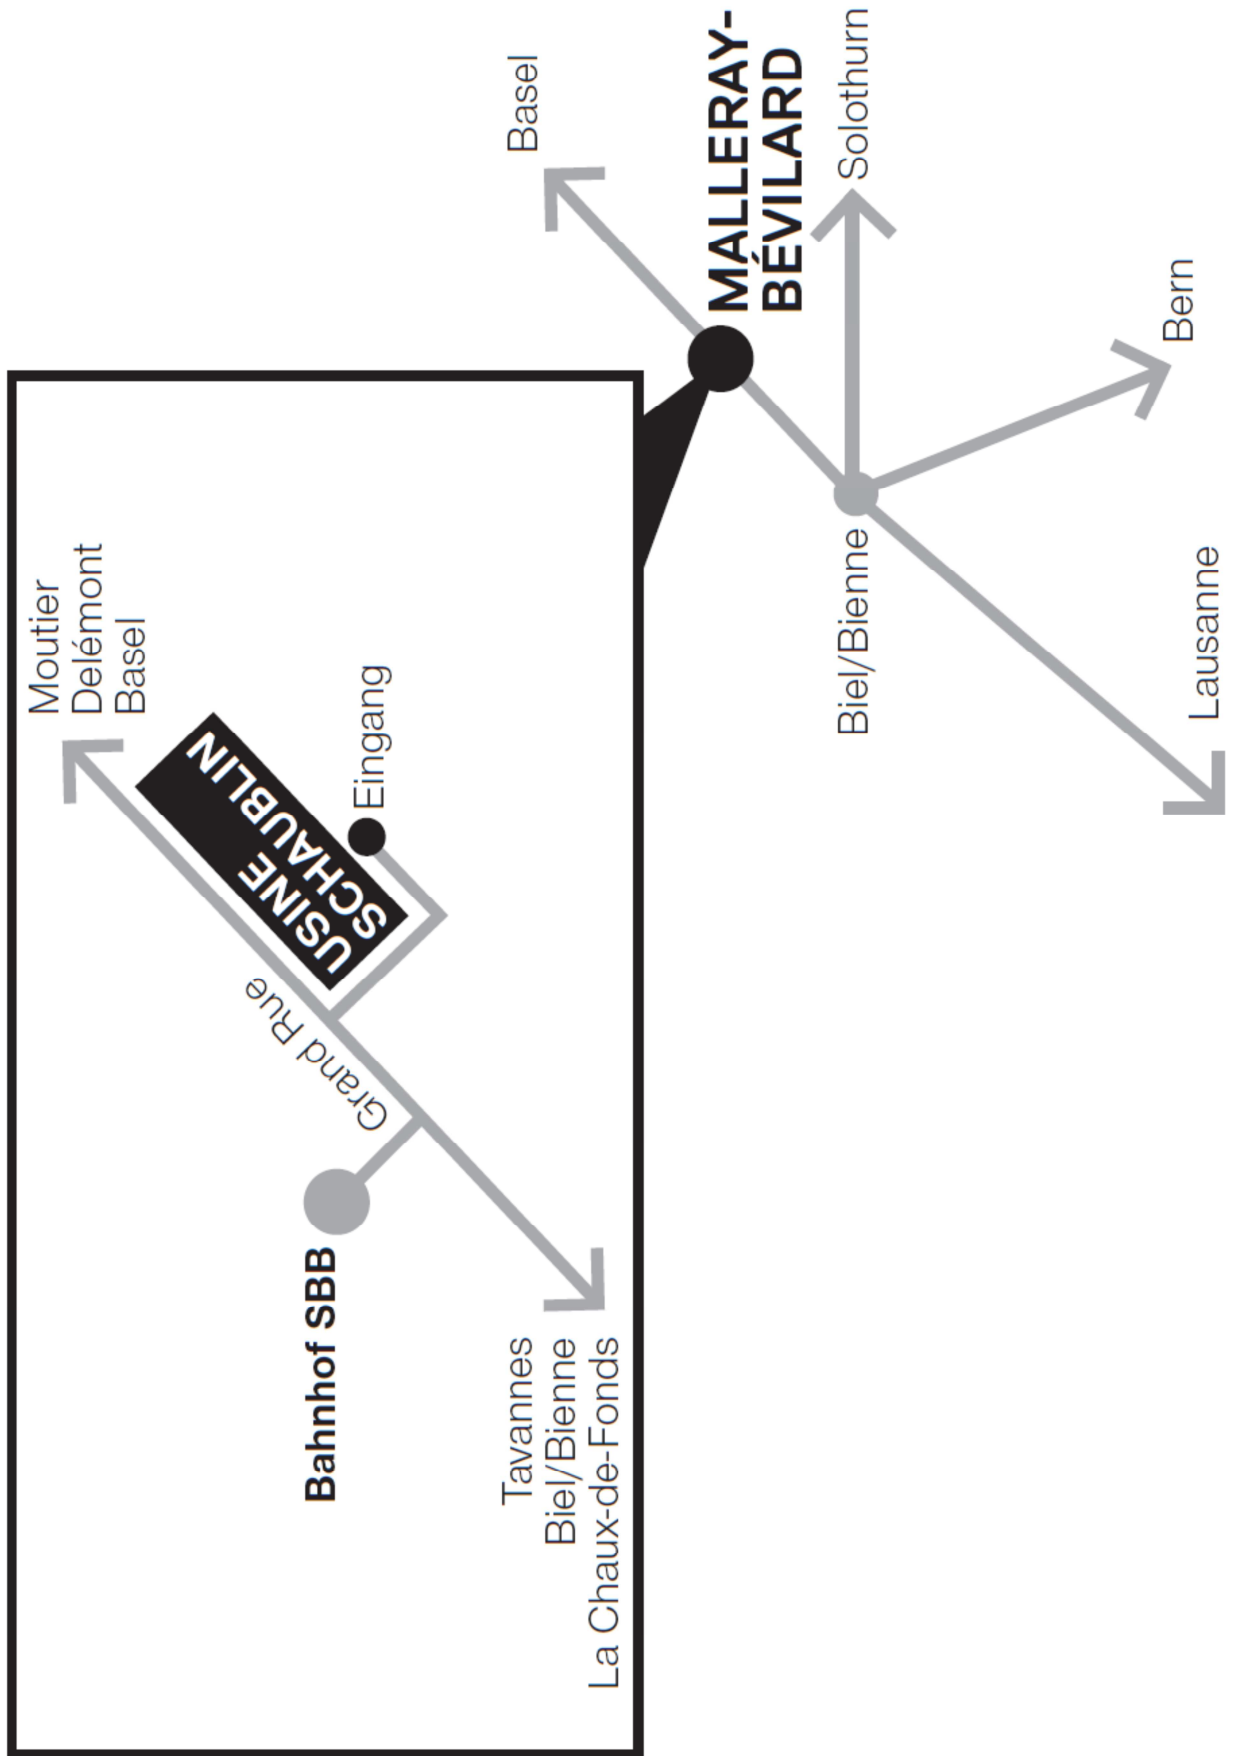 Moutier
Delémont
Basel
USINE
SCHAUBLIN
Eingang
Grand Rue
Bahnhof SBB
Tavannes
Biel/Bienne
La Chaux-de-Fonds
Basel
MALLERAY-
BÉVILARD
Solothurn
Biel/Bienne
Bern
Lausanne